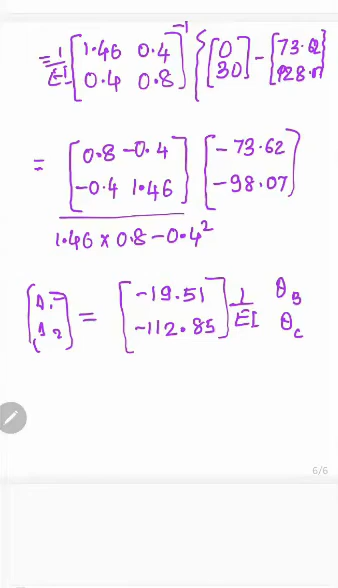 = 1/EI [1.46 0.4
0.4 0.8]^-1 { [0
30] - [73.62
128.07
= [0.8 -0.4
-0.4 1.46] [-73.62
-98.07]
1.46 × 0.8 - 0.4²
[Δ1
Δ2] = [-19.51
-112.85] 1/EI θB
θC
6/6